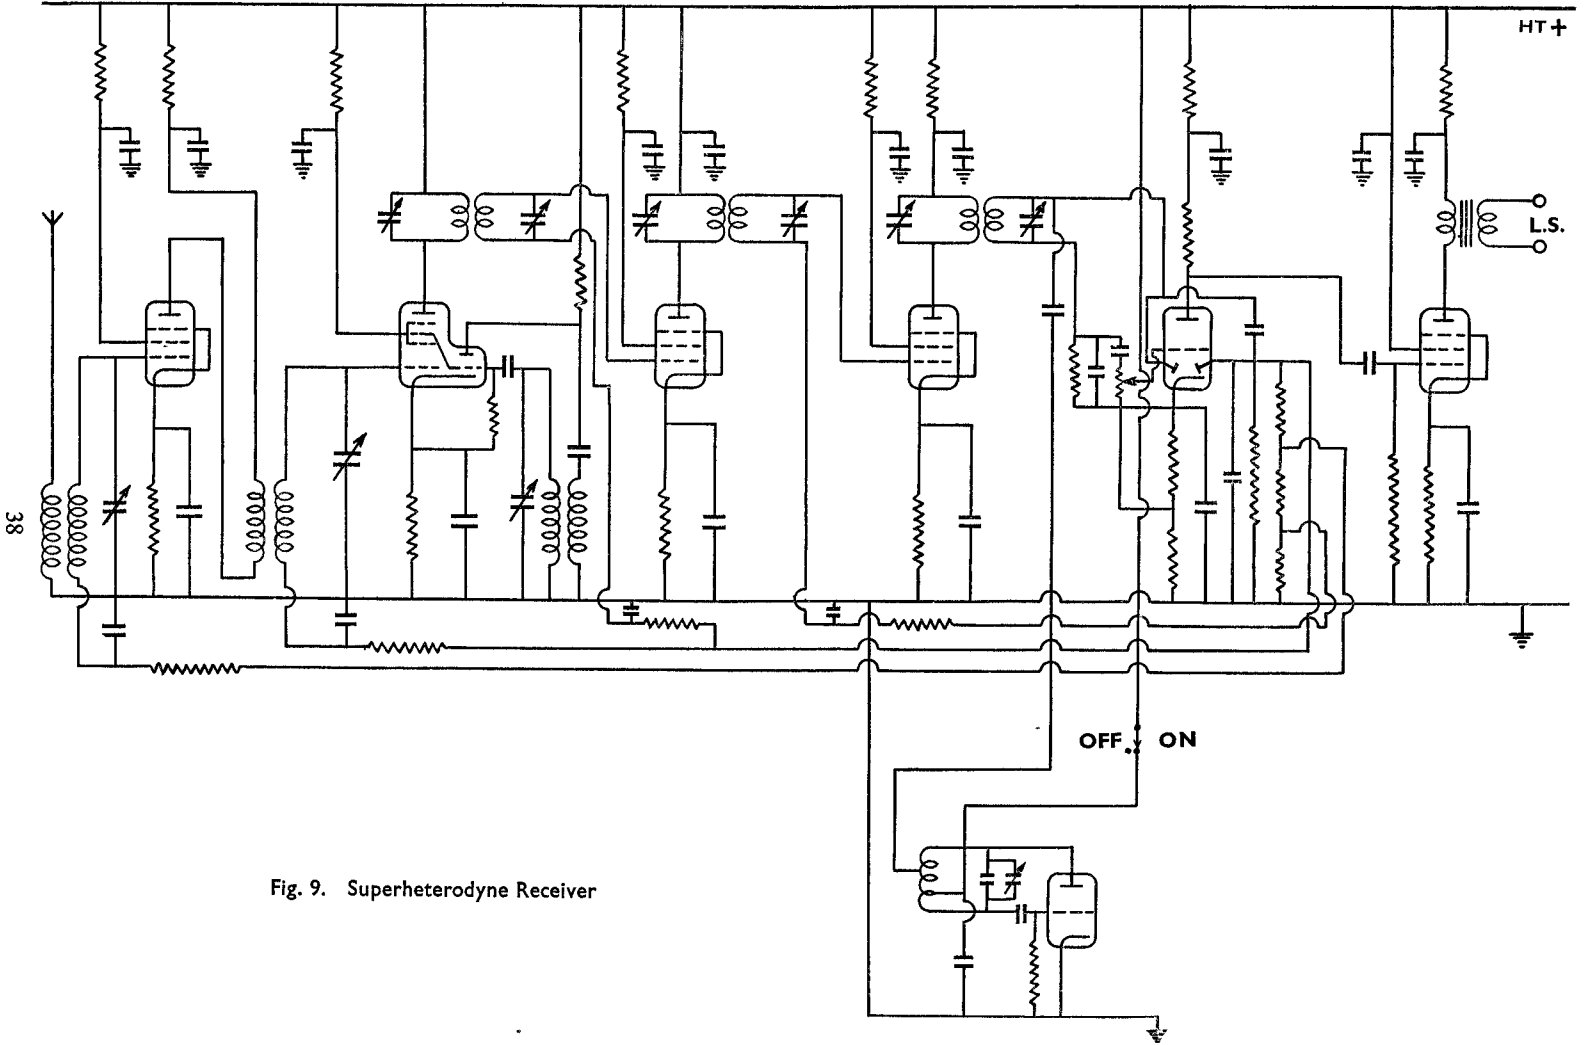 HT+
L.S.
38
OFF ON
Fig. 9. Superheterodyne Receiver